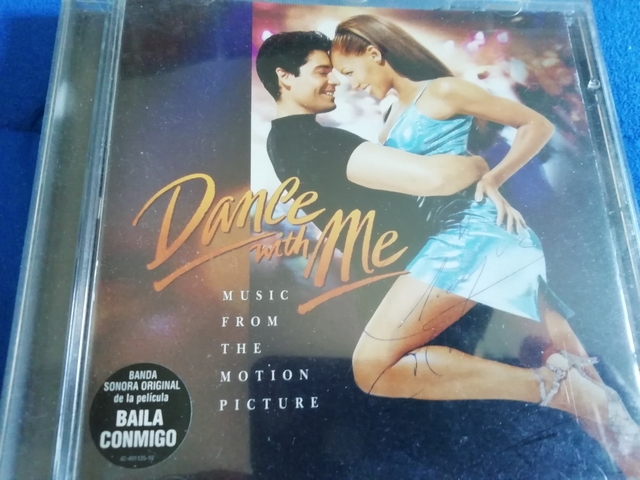 Dance
with Me
MUSIC
FROM
THE
MOTION
PICTURE
BANDA
SONORA ORIGINAL
de la película
BAILA
CONMIGO